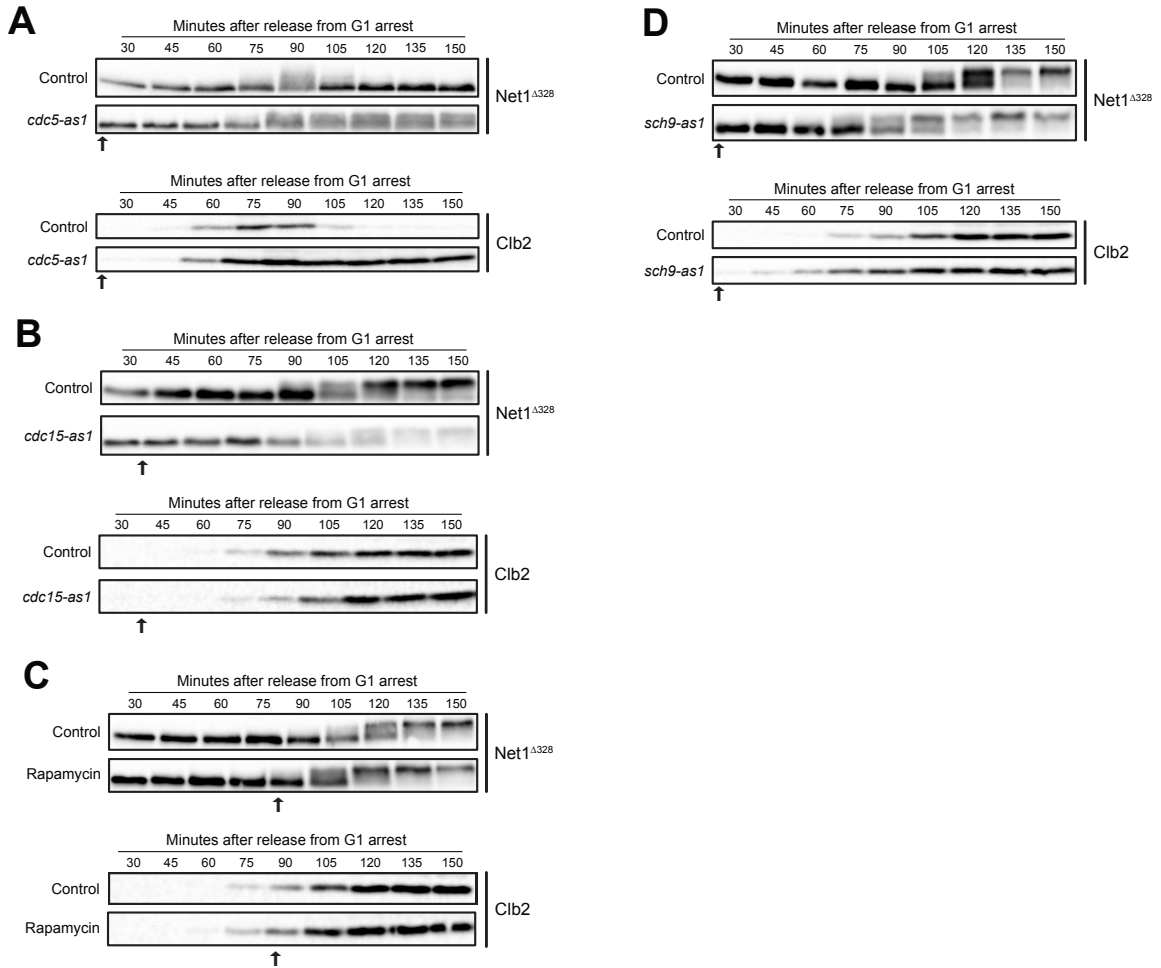 A
Minutes after release from G1 arrest
30 45 60 75 90 105 120 135 150
Control
Net1Δ328
cdc5-as1
Minutes after release from G1 arrest
30 45 60 75 90 105 120 135 150
Control
Clb2
cdc5-as1
B
Minutes after release from G1 arrest
30 45 60 75 90 105 120 135 150
Control
Net1Δ328
cdc15-as1
Minutes after release from G1 arrest
30 45 60 75 90 105 120 135 150
Control
Clb2
cdc15-as1
C
Minutes after release from G1 arrest
30 45 60 75 90 105 120 135 150
Control
Net1Δ328
Rapamycin
Minutes after release from G1 arrest
30 45 60 75 90 105 120 135 150
Control
Clb2
Rapamycin
D
Minutes after release from G1 arrest
30 45 60 75 90 105 120 135 150
Control
Net1Δ328
sch9-as1
Minutes after release from G1 arrest
30 45 60 75 90 105 120 135 150
Control
Clb2
sch9-as1